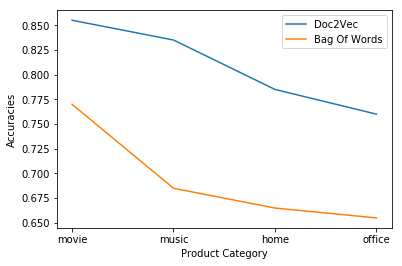 Doc2Vec
Bag Of Words
Accuracies
0.850
0.825
0.800
0.775
0.750
0.725
0.700
0.675
0.650
movie music home office
Product Category